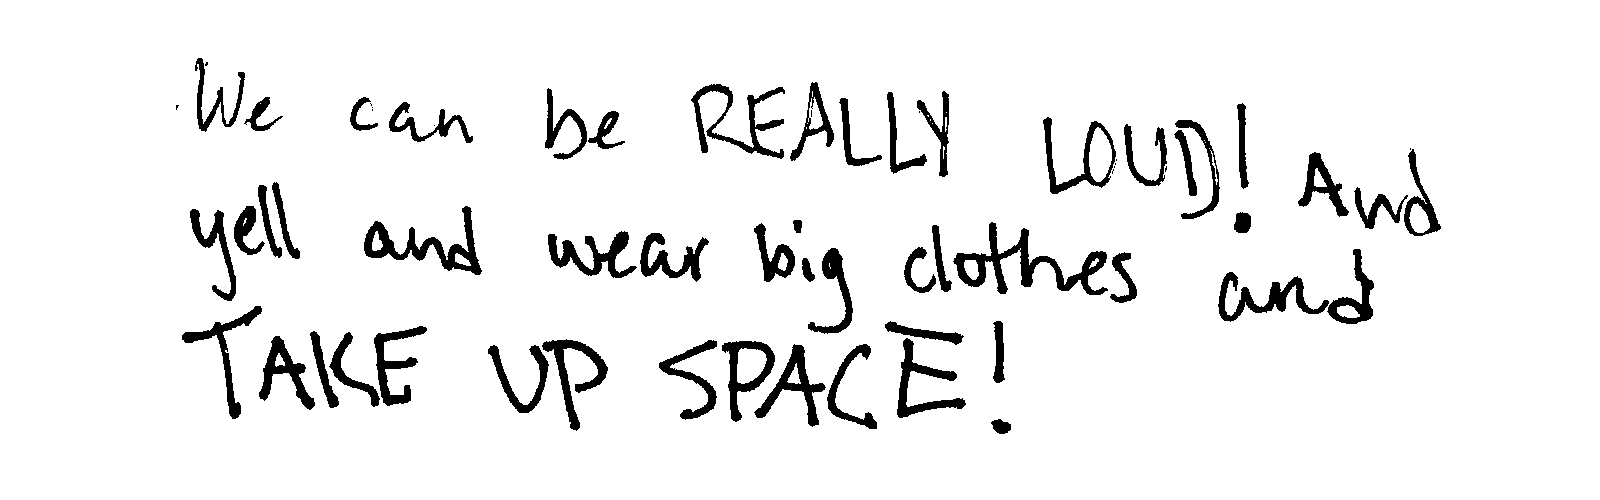 We can be REALLY LOUD! And
yell and wear big clothes and
TAKE UP SPACE!